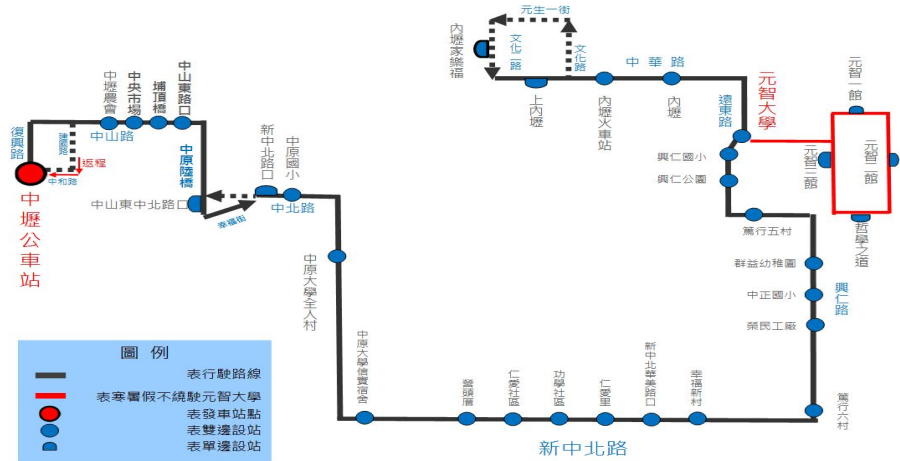 元生一街
文化二路
文化路
內壢家樂福
上內壢
中華路
內壢火車站
內壢
遠東路
元智大學
元智一館
元智二館
元智三館
哲學之道
興仁國小
興仁公園
篤行五村
群益幼稚園
中正國小
榮民工廠
興仁路
篤行六村
復興路
中壢公車站
建國路
返程
中和路
中山路
中壢農會
中央市場
埔頂橋
中山東路口
中原陸橋
中山東中北路口
幸福街
新中北路口
中原國小
中北路
中原大學全人村
中原大學信實宿舍
營頭厝
仁愛社區
功學社區
仁愛里
新中北華美路口
幸福新村
新中北路
圖例
表行駛路線
表寒暑假不繞駛元智大學
表發車站點
表雙邊設站
表單邊設站